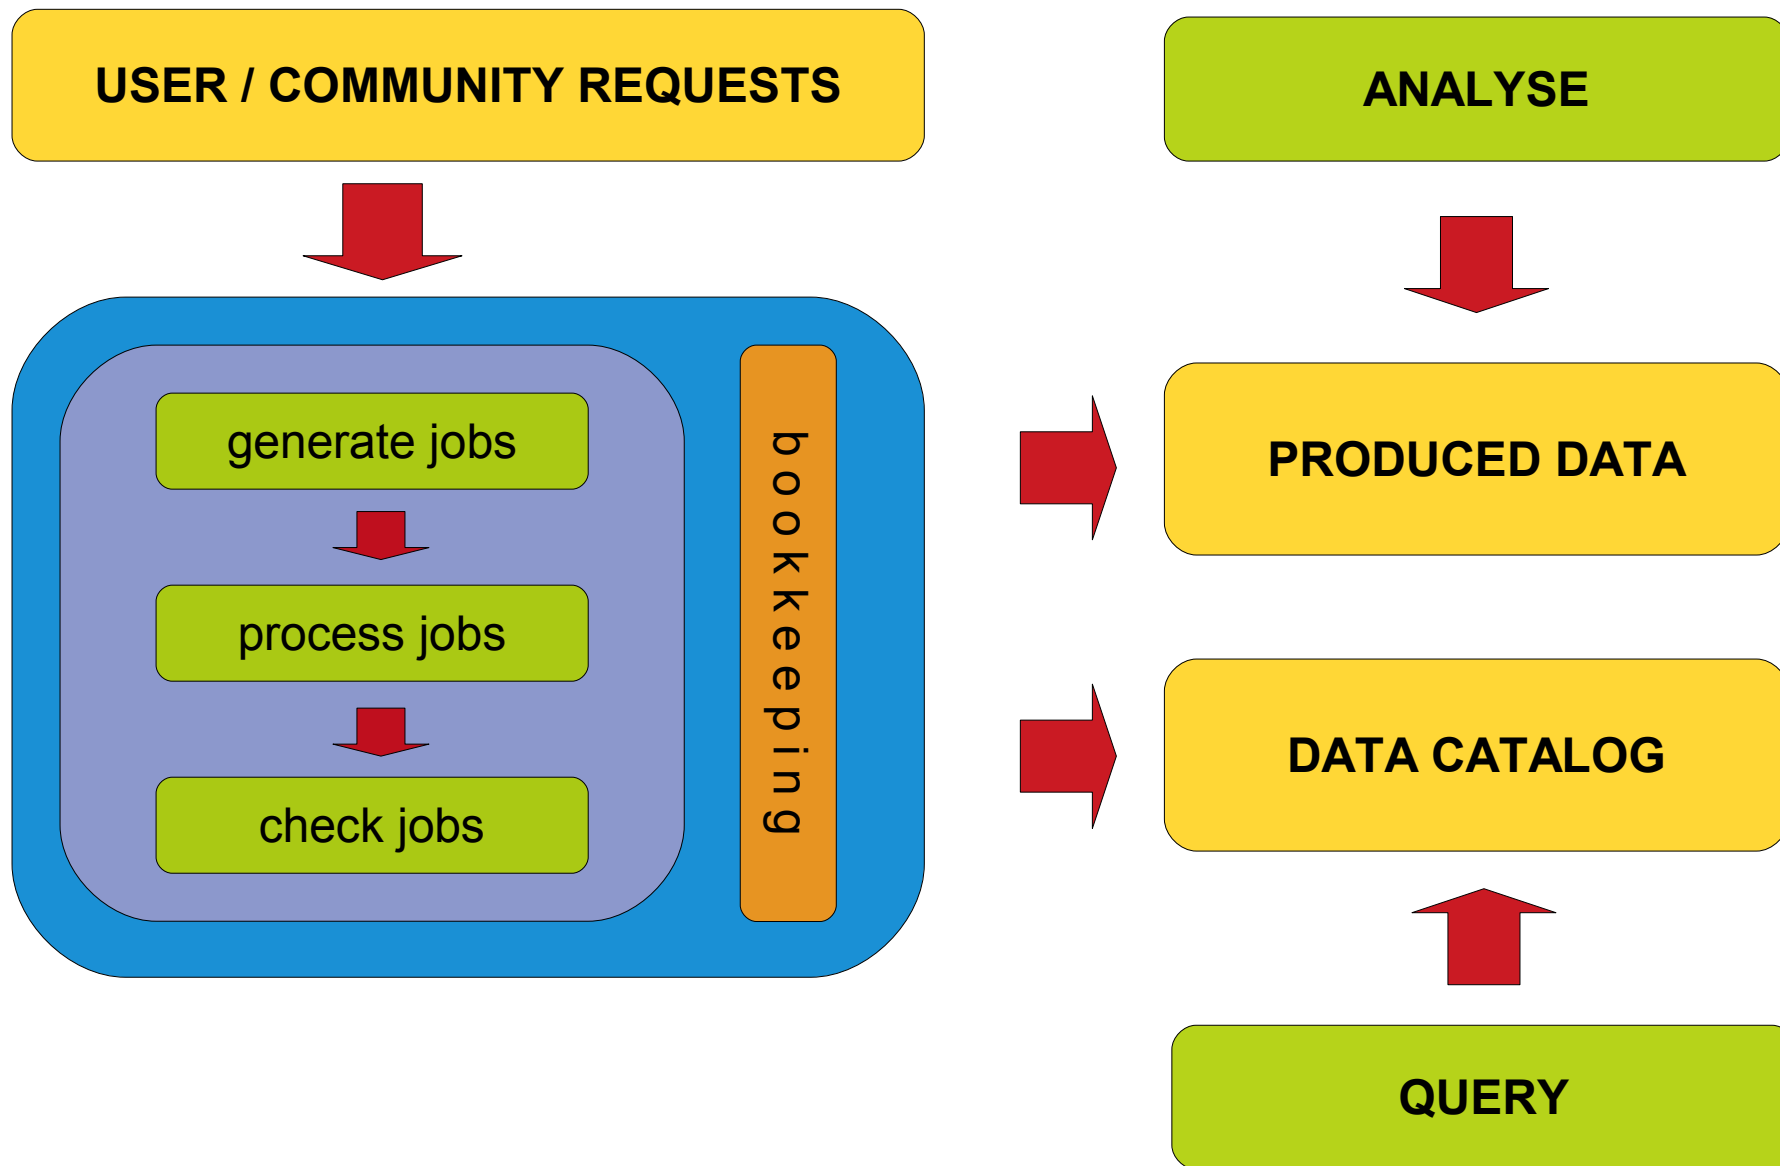 USER / COMMUNITY REQUESTS
generate jobs
process jobs
check jobs
bookkeeping
ANALYSE
PRODUCED DATA
DATA CATALOG
QUERY